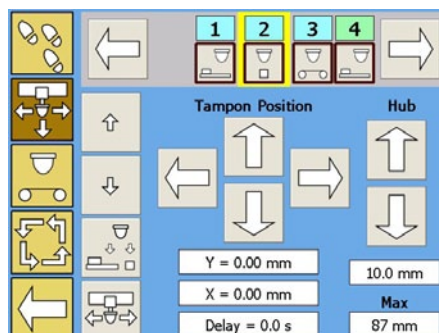 1 2 3 4
Tampon Position Hub
Y = 0.00 mm
X = 0.00 mm 10.0 mm
Max
Delay = 0.0 s 87 mm